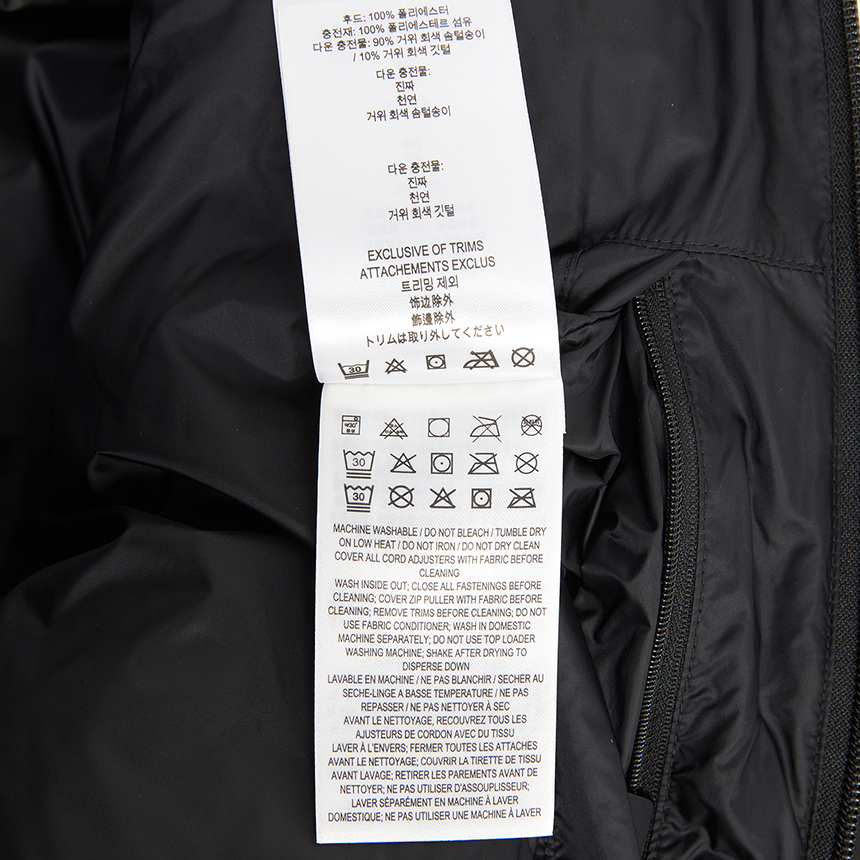 후드: 100% 폴리에스터
충전재: 100% 폴리에스테르 섬유
다운 충전물: 90% 거위 회색 솜털송이
/ 10% 거위 회색 깃털
다운 충전물:
진짜
천연
거위 회색 솜털송이
다운 충전물:
진짜
천연
거위 회색 깃털
EXCLUSIVE OF TRIMS
ATTACHEMENTS EXCLUS
트리밍 제외
饰边除外
飾邊除外
トリムは取り外してください
30
30
30
MACHINE WASHABLE / DO NOT BLEACH / TUMBLE DRY
ON LOW HEAT / DO NOT IRON / DO NOT DRY CLEAN
COVER ALL CORD ADJUSTERS WITH FABRIC BEFORE
CLEANING
WASH INSIDE OUT; CLOSE ALL FASTENINGS BEFORE
CLEANING; COVER ZIP PULLER WITH FABRIC BEFORE
CLEANING; REMOVE TRIMS BEFORE CLEANING; DO NOT
USE FABRIC CONDITIONER; WASH IN DOMESTIC
MACHINE SEPARATELY; DO NOT USE TOP LOADER
WASHING MACHINE; SHAKE AFTER DRYING TO
DISPERSE DOWN
LAVABLE EN MACHINE / NE PAS BLANCHIR / SECHER AU
SECHE-LINGE A BASSE TEMPERATURE / NE PAS
REPASSER / NE PAS NETTOYER À SEC
AVANT LE NETTOYAGE, RECOUVREZ TOUS LES
AJUSTEURS DE CORDON AVEC DU TISSU
LAVER À L'ENVERS; FERMER TOUTES LES ATTACHES
AVANT LE NETTOYAGE; COUVRIR LA TIRETTE DE TISSU
AVANT LAVAGE; RETIRER LES PAREMENTS AVANT DE
NETTOYER; NE PAS UTILISER D'ASSOUPLISSEUR;
LAVER SÉPARÉMENT EN MACHINE À LAVER
DOMESTIQUE; NE PAS UTILISER DE MACHINE À LAVER